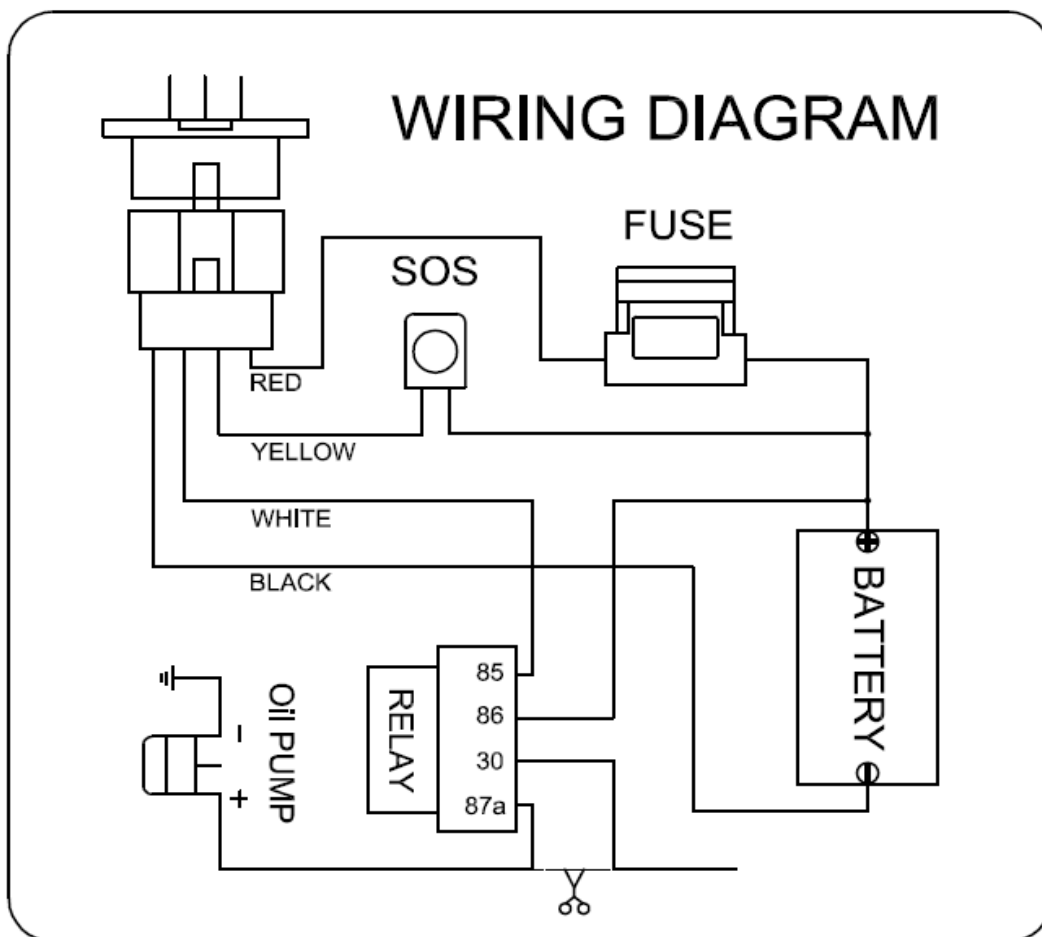 WIRING DIAGRAM
FUSE
SOS
RED
YELLOW
WHITE
BLACK
BATTERY
Oil PUMP
-
+
RELAY
85
86
30
87a